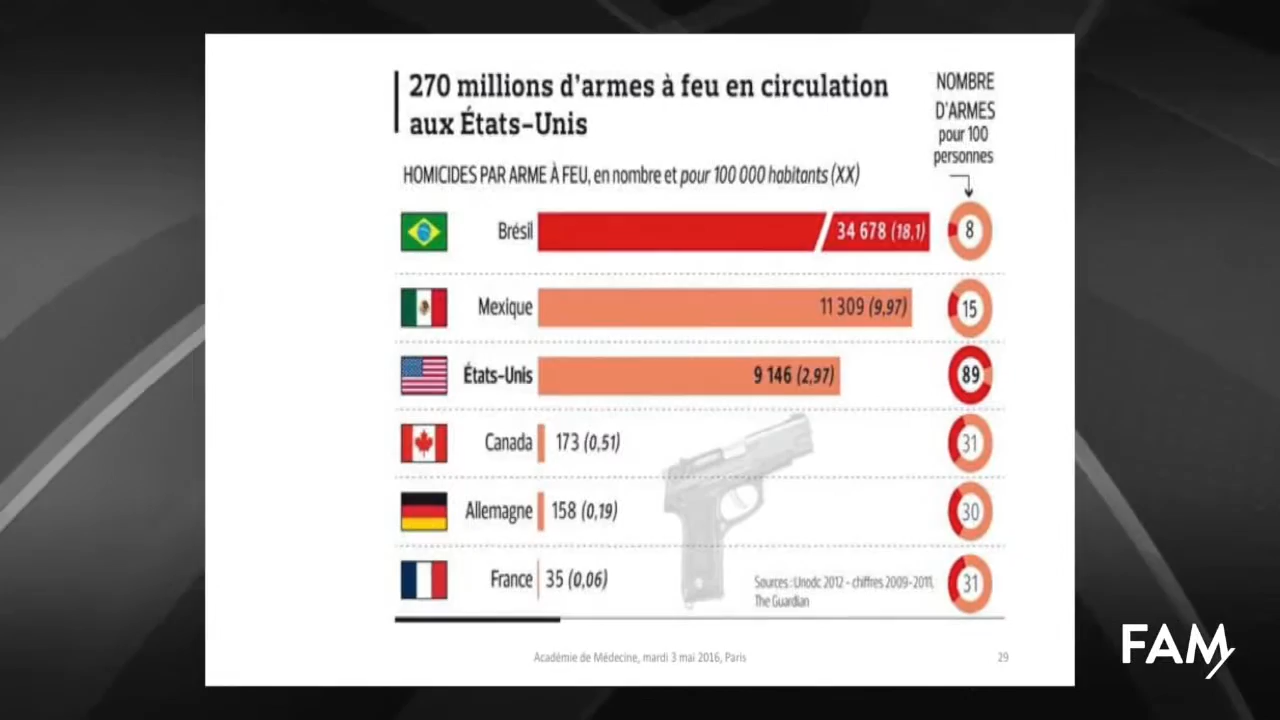 270 millions d'armes à feu en circulation
aux États-Unis
NOMBRE
D'ARMES
pour 100
personnes
HOMICIDES PAR ARME À FEU, en nombre et pour 100 000 habitants (XX)
Brésil 34 678 (18,1) 8
Mexique 11 309 (9,97) 15
États-Unis 9 146 (2,97) 89
Canada 173 (0,51) 31
Allemagne 158 (0,19) 30
France 35 (0,06) 31
Sources : Unodc 2012 - chiffres 2009-2011,
The Guardian
Académie de Médecine, mardi 3 mai 2016, Paris 29
FAM